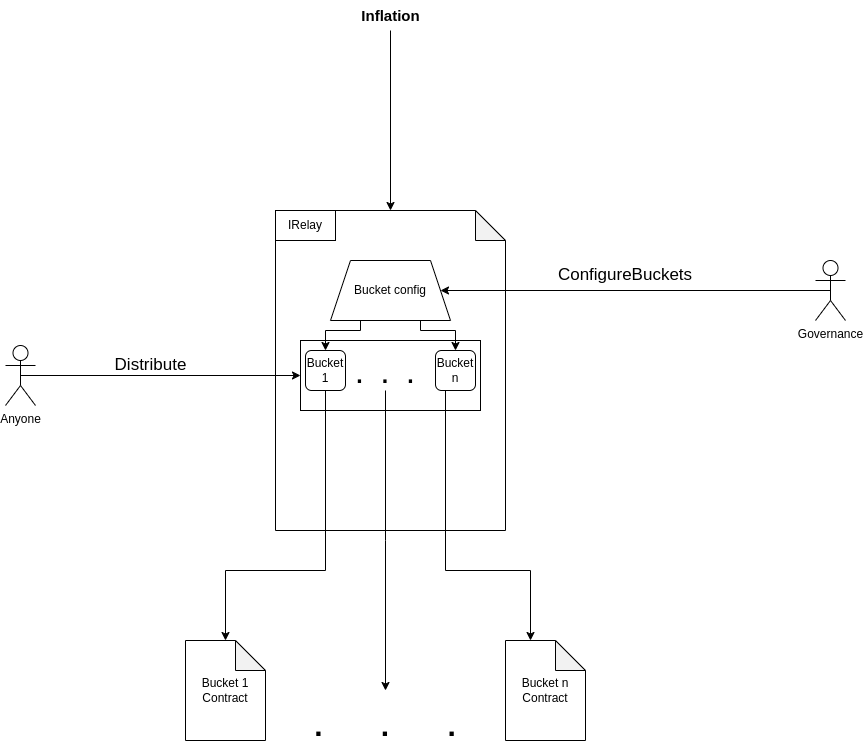 Inflation
IRelay
ConfigureBuckets
Bucket config
Governance
Distribute
Bucket
1
. . .
Bucket
n
Anyone
Bucket 1
Contract
. . .
Bucket n
Contract